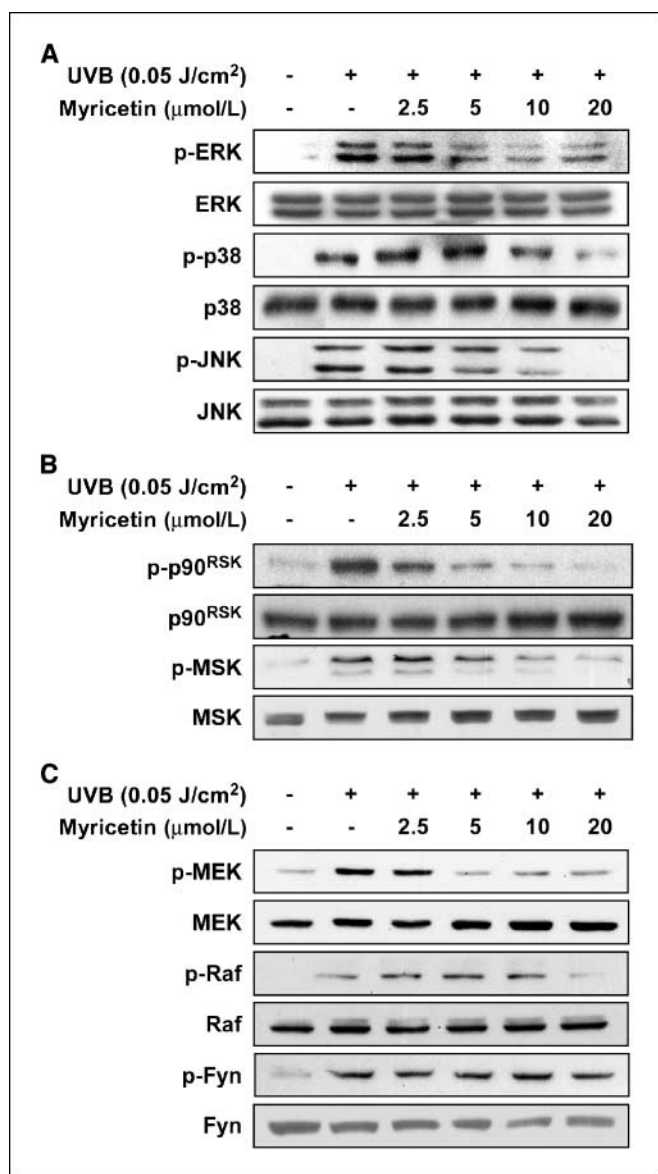 A
UVB (0.05 J/cm²) - + + + + +
Myricetin (μmol/L) - - 2.5 5 10 20
p-ERK
ERK
p-p38
p38
p-JNK
JNK
B
UVB (0.05 J/cm²) - + + + + +
Myricetin (μmol/L) - - 2.5 5 10 20
p-p90ᴿˢᴷ
p90ᴿˢᴷ
p-MSK
MSK
C
UVB (0.05 J/cm²) - + + + + +
Myricetin (μmol/L) - - 2.5 5 10 20
p-MEK
MEK
p-Raf
Raf
p-Fyn
Fyn